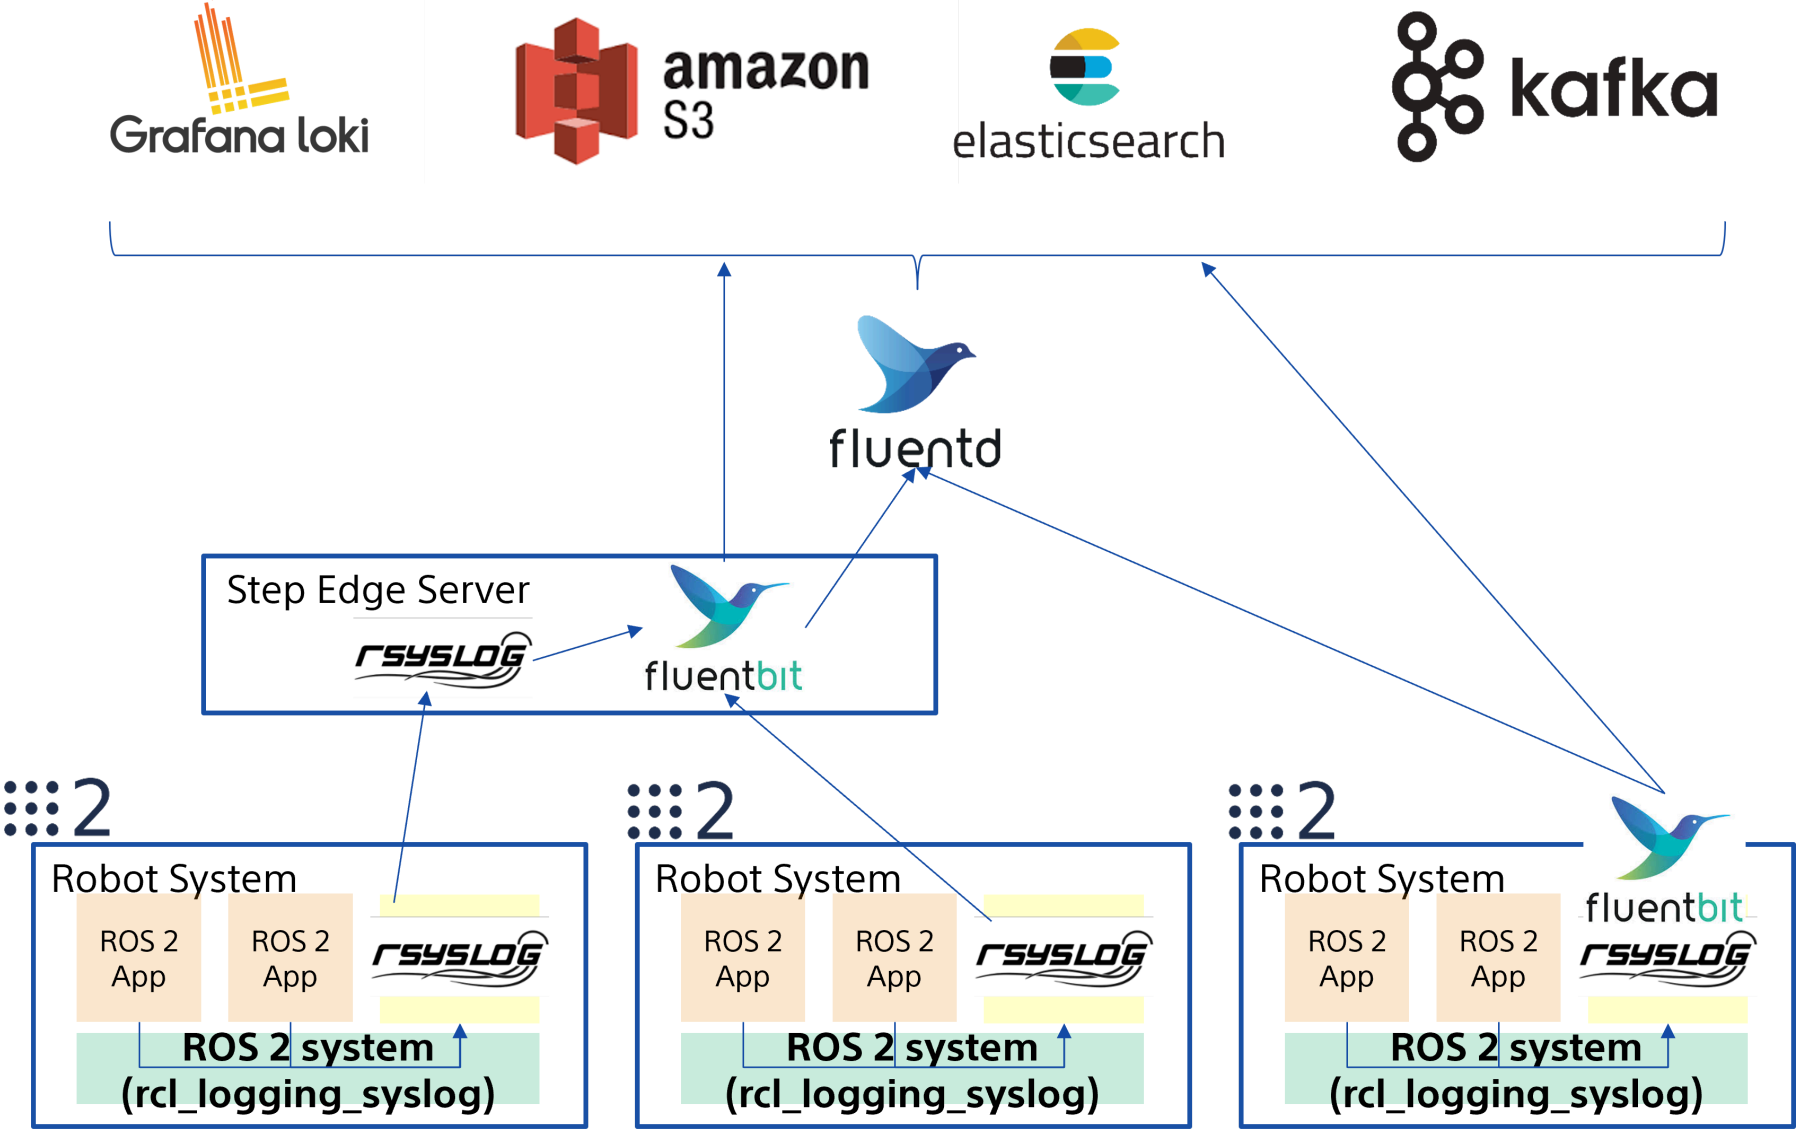 Grafana loki
amazon
S3
elasticsearch
kafka
fluentd
Step Edge Server
rsyslog
fluentbit
2
Robot System
ROS 2
App
ROS 2
App
rsyslog
ROS 2 system
(rcl_logging_syslog)
2
Robot System
ROS 2
App
ROS 2
App
rsyslog
ROS 2 system
(rcl_logging_syslog)
2
Robot System
fluentbit
ROS 2
App
ROS 2
App
rsyslog
ROS 2 system
(rcl_logging_syslog)